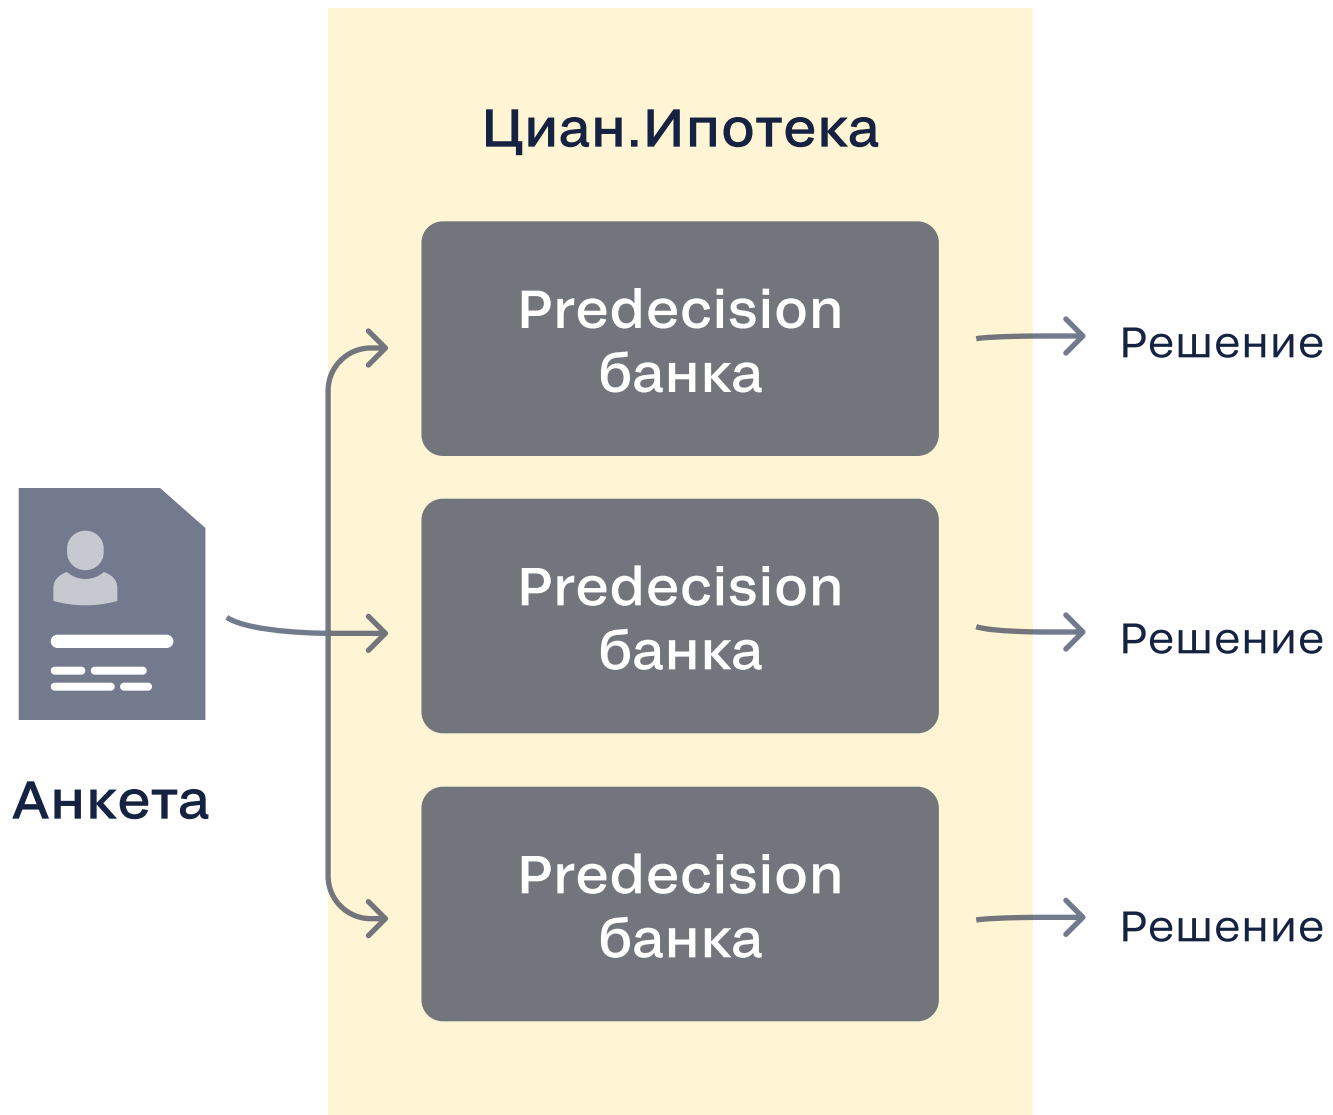 Циан.Ипотека
Predecision
банка
Решение
Predecision
банка
Решение
Анкета
Predecision
банка
Решение